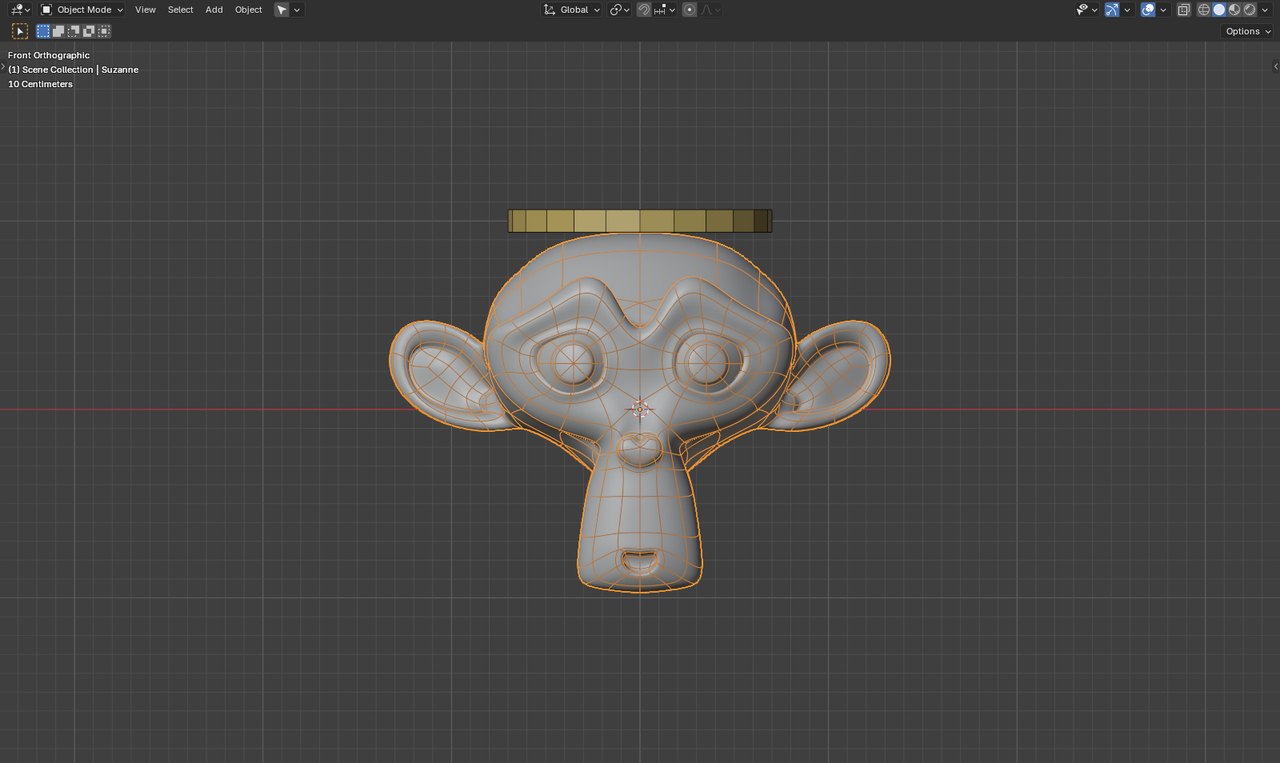 Object Mode View Select Add Object Global
Options
Front Orthographic
(1) Scene Collection | Suzanne
10 Centimeters